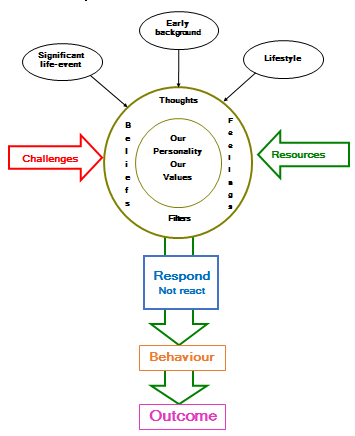 Early
background
Significant
life-event
Lifestyle
Thoughts
Beliefs
Feelings
Our
Personality
Our
Values
Filters
Challenges
Resources
Respond
Not react
Behaviour
Outcome